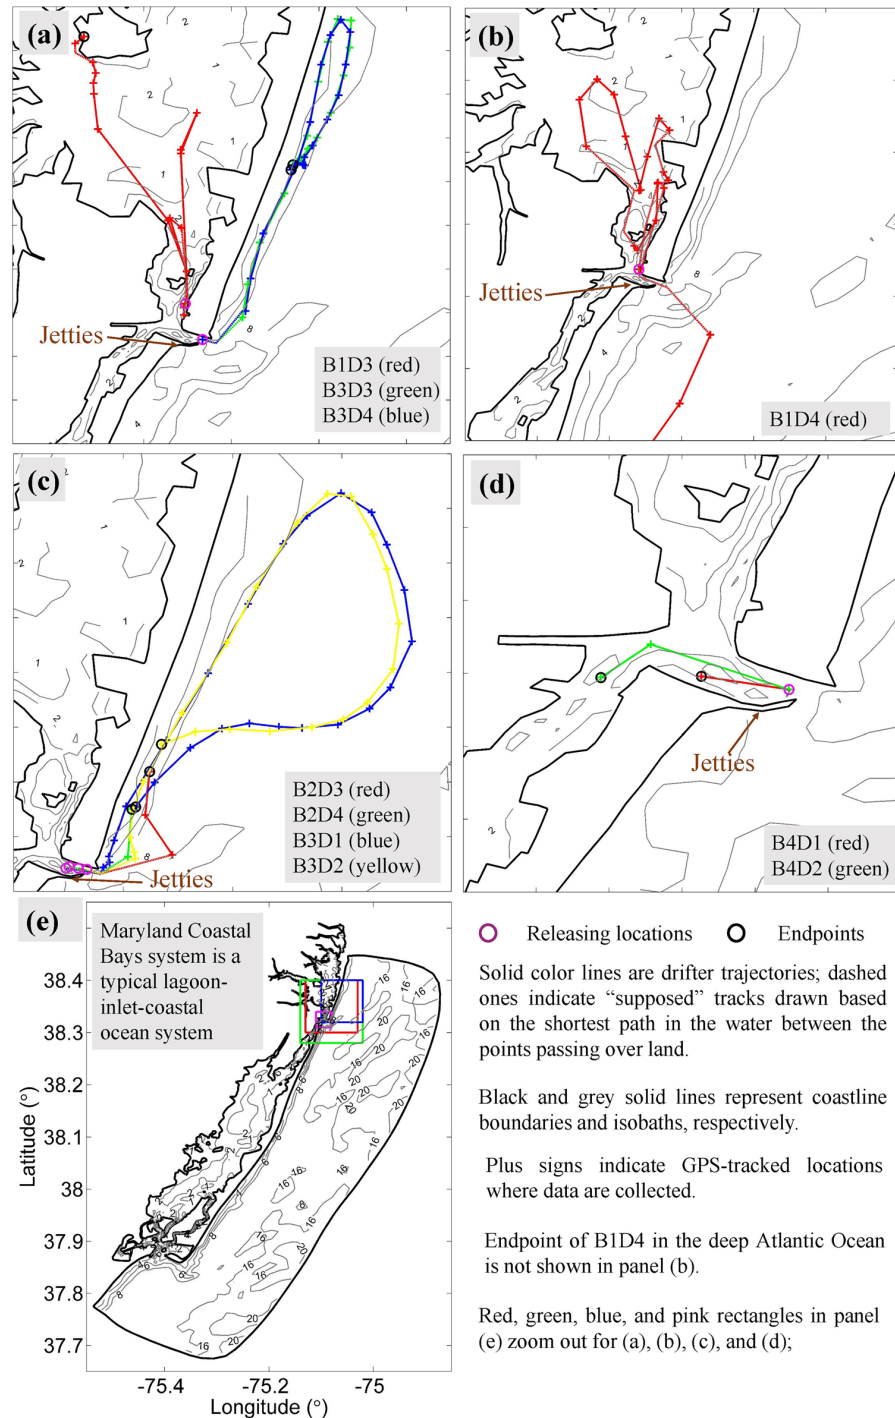 (a)
Jetties
B1D3 (red)
B3D3 (green)
B3D4 (blue)
(b)
Jetties
B1D4 (red)
(c)
Jetties
B2D3 (red)
B2D4 (green)
B3D1 (blue)
B3D2 (yellow)
(d)
Jetties
B4D1 (red)
B4D2 (green)
(e)
Maryland Coastal
Bays system is a
typical lagoon-
inlet-coastal
ocean system
38.4
38.3
38.2
38.1
38
37.9
37.8
37.7
Latitude (°)
-75.4
-75.2
-75
Longitude (°)
Releasing locations
Endpoints
Solid color lines are drifter trajectories; dashed
ones indicate “supposed” tracks drawn based
on the shortest path in the water between the
points passing over land.
Black and grey solid lines represent coastline
boundaries and isobaths, respectively.
Plus signs indicate GPS-tracked locations
where data are collected.
Endpoint of B1D4 in the deep Atlantic Ocean
is not shown in panel (b).
Red, green, blue, and pink rectangles in panel
(e) zoom out for (a), (b), (c), and (d);